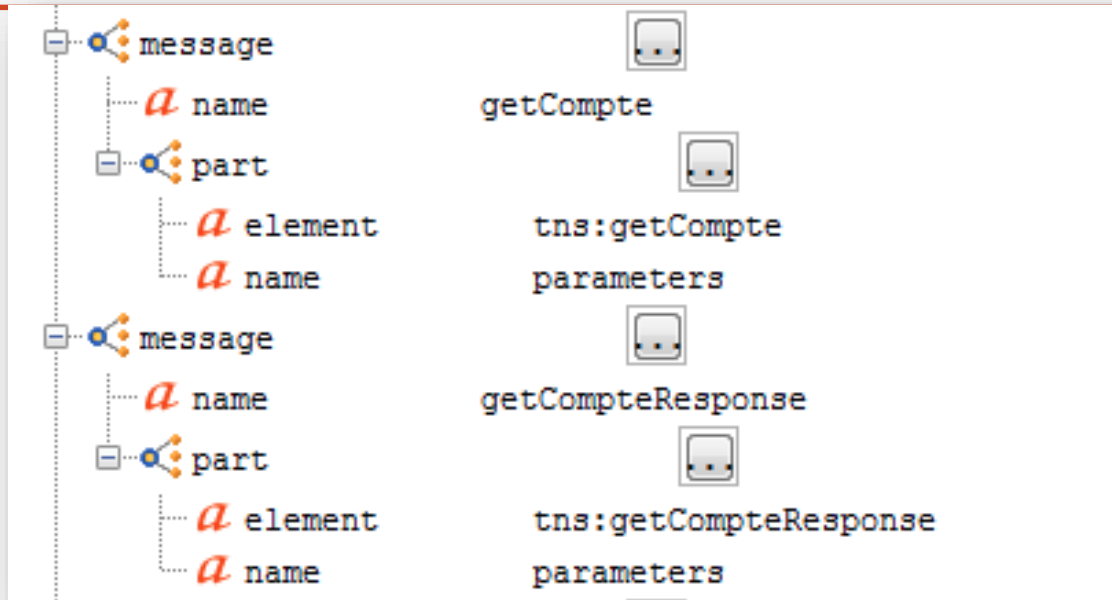 message ...
name getCompte
part ...
element tns:getCompte
name parameters
message ...
name getCompteResponse
part ...
element tns:getCompteResponse
name parameters